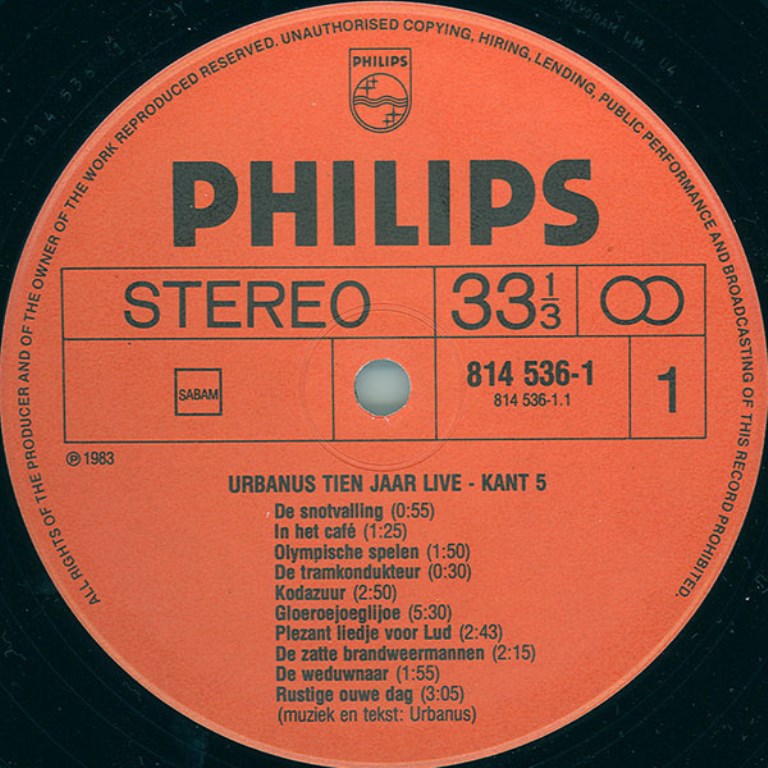 ALL RIGHTS OF THE PRODUCER AND OF THE OWNER OF THE WORK REPRODUCED RESERVED. UNAUTHORISED COPYING, HIRING, LENDING, PUBLIC PERFORMANCE AND BROADCASTING OF THIS RECORD PROHIBITED.
PHILIPS
PHILIPS
STEREO
33 1/3
SABAM
814 536-1
814 536-1.1
1
℗ 1983
URBANUS TIEN JAAR LIVE - KANT 5
De snotvalling (0:55)
In het café (1:25)
Olympische spelen (1:50)
De tramkondukteur (0:30)
Kodazuur (2:50)
Gloeroejoeglijoe (5:30)
Plezant liedje voor Lud (2:43)
De zatte brandweermannen (2:15)
De weduwnaar (1:55)
Rustige ouwe dag (3:05)
(muziek en tekst: Urbanus)